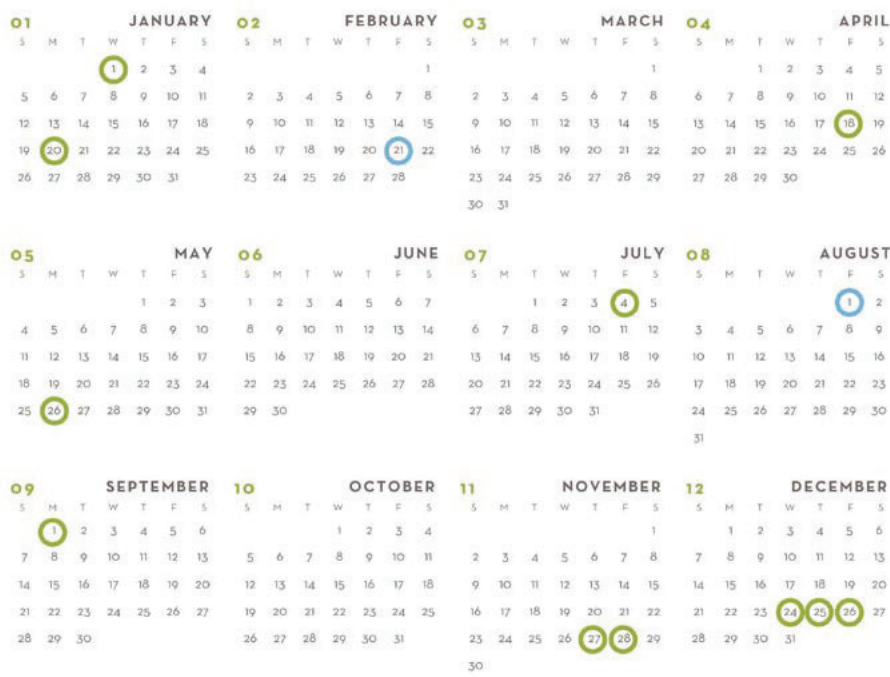 01 JANUARY
S M T W T F S
1 2 3 4
5 6 7 8 9 10 11
12 13 14 15 16 17 18
19 20 21 22 23 24 25
26 27 28 29 30 31
02 FEBRUARY
S M T W T F S
1
2 3 4 5 6 7 8
9 10 11 12 13 14 15
16 17 18 19 20 21 22
23 24 25 26 27 28
03 MARCH
S M T W T F S
1
2 3 4 5 6 7 8
9 10 11 12 13 14 15
16 17 18 19 20 21 22
23 24 25 26 27 28 29
30 31
04 APRIL
S M T W T F S
1 2 3 4 5
6 7 8 9 10 11 12
13 14 15 16 17 18 19
20 21 22 23 24 25 26
27 28 29 30
05 MAY
S M T W T F S
1 2 3
4 5 6 7 8 9 10
11 12 13 14 15 16 17
18 19 20 21 22 23 24
25 26 27 28 29 30 31
06 JUNE
S M T W T F S
1 2 3 4 5 6 7
8 9 10 11 12 13 14
15 16 17 18 19 20 21
22 23 24 25 26 27 28
29 30
07 JULY
S M T W T F S
1 2 3 4 5
6 7 8 9 10 11 12
13 14 15 16 17 18 19
20 21 22 23 24 25 26
27 28 29 30 31
08 AUGUST
S M T W T F S
1 2
3 4 5 6 7 8 9
10 11 12 13 14 15 16
17 18 19 20 21 22 23
24 25 26 27 28 29 30
31
09 SEPTEMBER
S M T W T F S
1 2 3 4 5 6
7 8 9 10 11 12 13
14 15 16 17 18 19 20
21 22 23 24 25 26 27
28 29 30
10 OCTOBER
S M T W T F S
1 2 3 4
5 6 7 8 9 10 11
12 13 14 15 16 17 18
19 20 21 22 23 24 25
26 27 28 29 30 31
11 NOVEMBER
S M T W T F S
1
2 3 4 5 6 7 8
9 10 11 12 13 14 15
16 17 18 19 20 21 22
23 24 25 26 27 28 29
30
12 DECEMBER
S M T W T F S
1 2 3 4 5 6
7 8 9 10 11 12 13
14 15 16 17 18 19 20
21 22 23 24 25 26 27
28 29 30 31